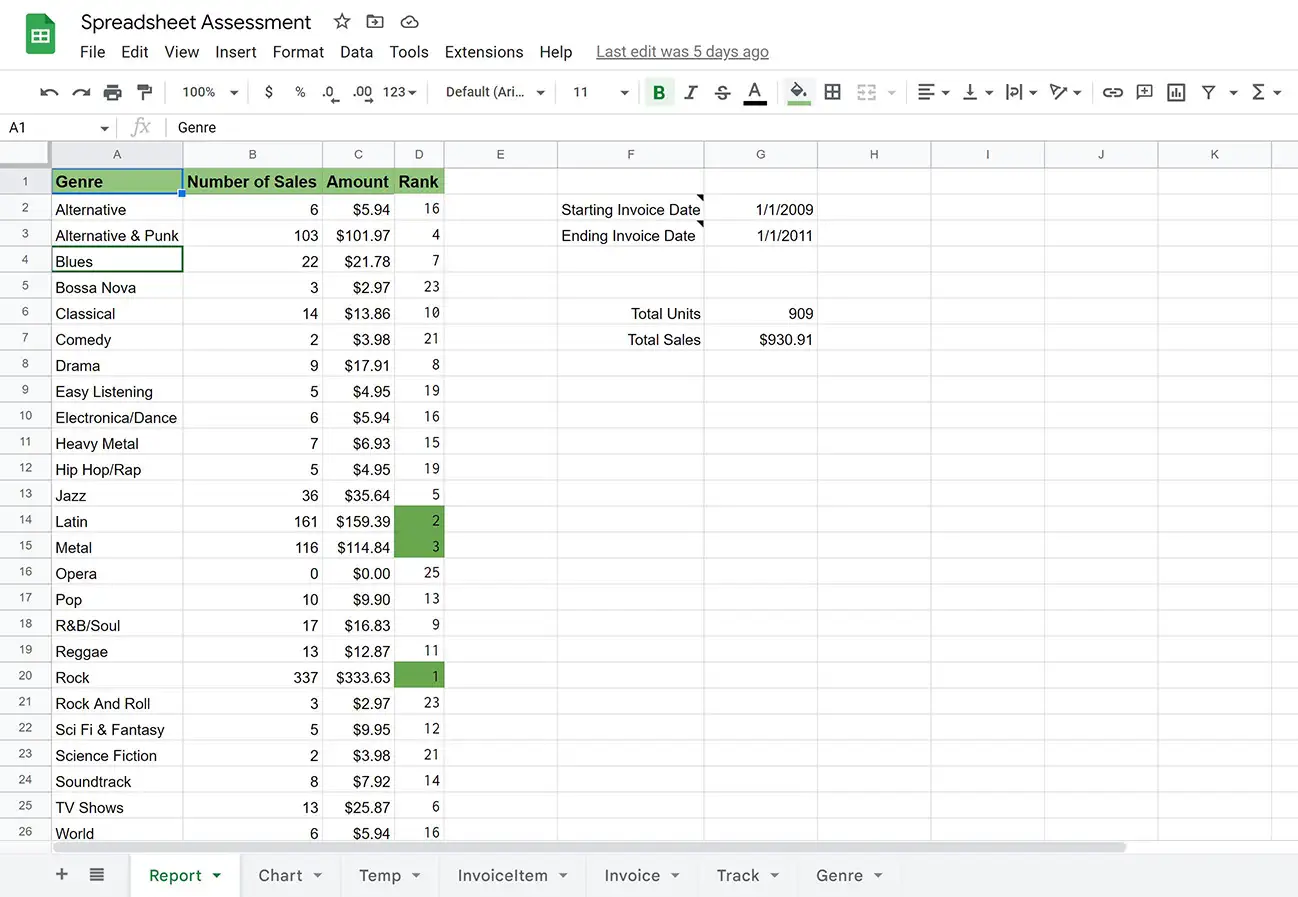 Spreadsheet Assessment
File Edit View Insert Format Data Tools Extensions Help Last edit was 5 days ago
100% $ % .0 .00 123 Default (Ari... 11 B I S A Σ
A1 fx Genre
A B C D E F G H I J K
1 Genre Number of Sales Amount Rank
2 Alternative 6 $5.94 16 Starting Invoice Date 1/1/2009
3 Alternative & Punk 103 $101.97 4 Ending Invoice Date 1/1/2011
4 Blues 22 $21.78 7
5 Bossa Nova 3 $2.97 23
6 Classical 14 $13.86 10 Total Units 909
7 Comedy 2 $3.98 21 Total Sales $930.91
8 Drama 9 $17.91 8
9 Easy Listening 5 $4.95 19
10 Electronica/Dance 6 $5.94 16
11 Heavy Metal 7 $6.93 15
12 Hip Hop/Rap 5 $4.95 19
13 Jazz 36 $35.64 5
14 Latin 161 $159.39 2
15 Metal 116 $114.84 3
16 Opera 0 $0.00 25
17 Pop 10 $9.90 13
18 R&B/Soul 17 $16.83 9
19 Reggae 13 $12.87 11
20 Rock 337 $333.63 1
21 Rock And Roll 3 $2.97 23
22 Sci Fi & Fantasy 5 $9.95 12
23 Science Fiction 2 $3.98 21
24 Soundtrack 8 $7.92 14
25 TV Shows 13 $25.87 6
26 World 6 $5.94 16
+ Report Chart Temp InvoiceItem Invoice Track Genre